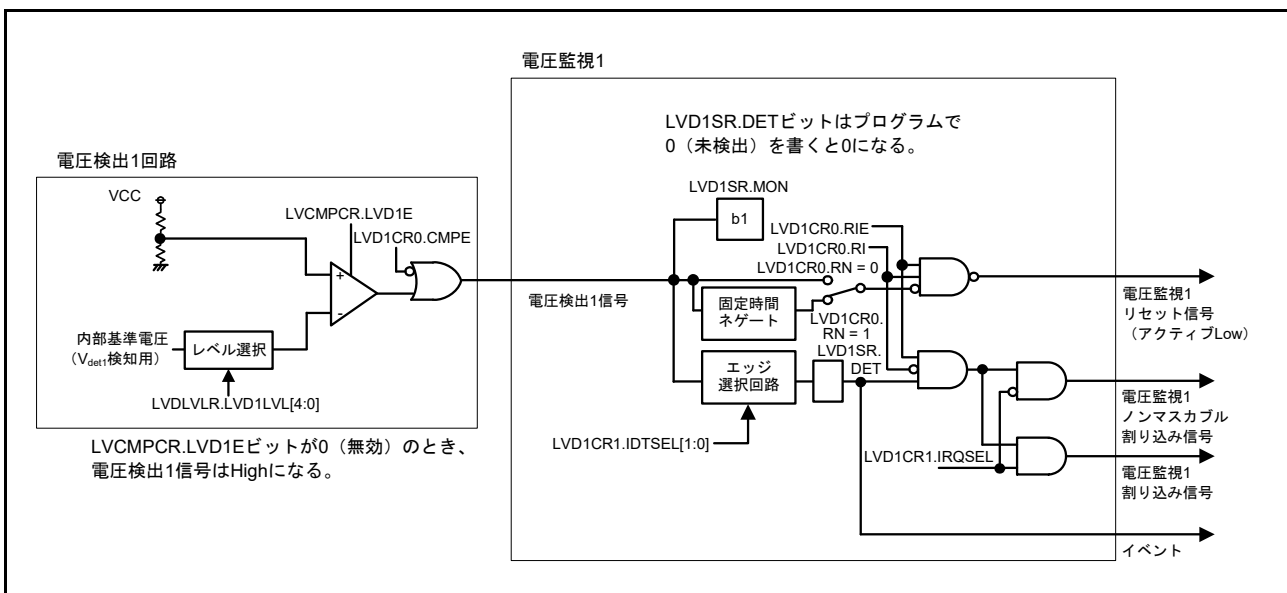 電圧監視1
LVD1SR.DETビットはプログラムで
0（未検出）を書くと0になる。
電圧検出1回路
VCC
LVCMPCR.LVD1E
LVD1CR0.CMPE
+
-
内部基準電圧
（Vdet1検知用）
レベル選択
LVDLVLR.LVD1LVL[4:0]
LVCMPCR.LVD1Eビットが0（無効）のとき、
電圧検出1信号はHighになる。
電圧検出1信号
LVD1SR.MON
b1
LVD1CR0.RIE
LVD1CR0.RI
LVD1CR0.RN = 0
固定時間
ネゲート
LVD1CR0.
RN = 1
LVD1SR.
DET
エッジ
選択回路
LVD1CR1.IDTSEL[1:0]
LVD1CR1.IRQSEL
電圧監視1
リセット信号
（アクティブLow）
電圧監視1
ノンマスカブル
割り込み信号
電圧監視1
割り込み信号
イベント